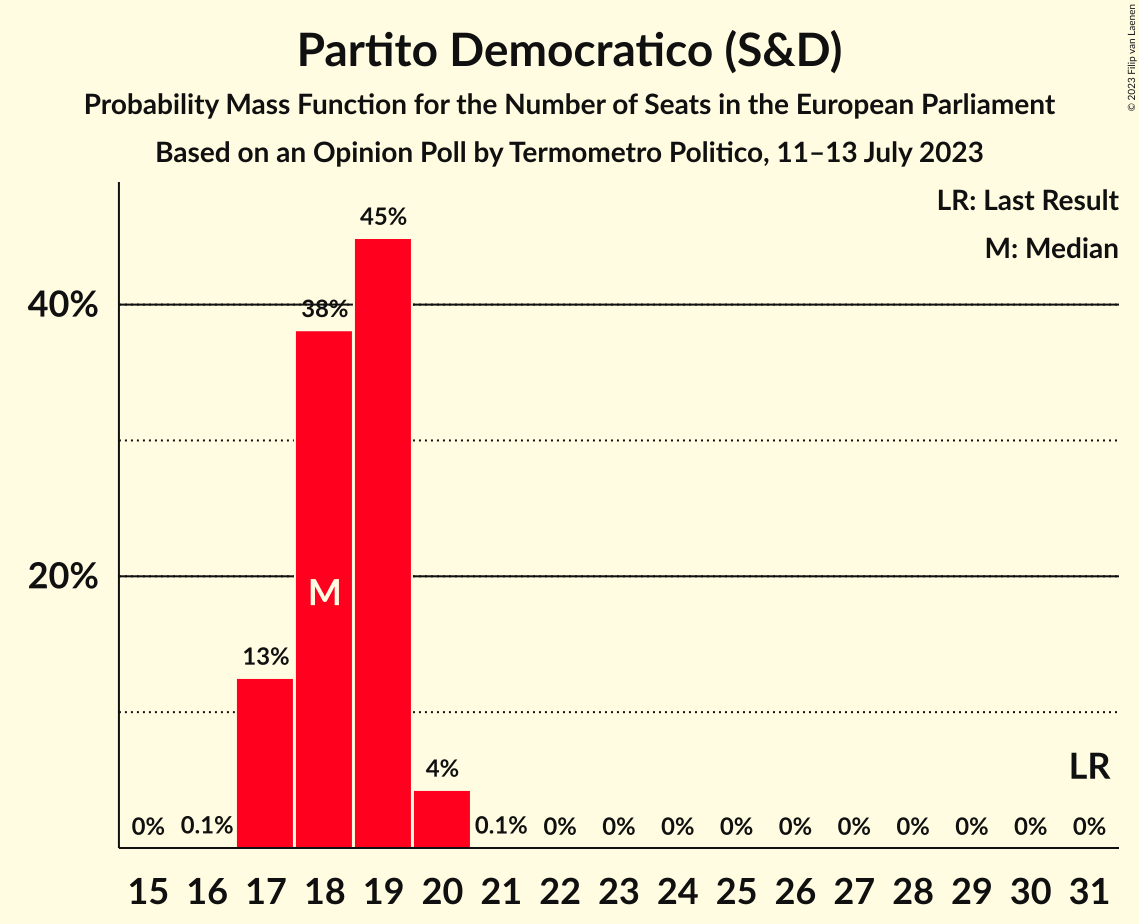 Partito Democratico (S&D)
Probability Mass Function for the Number of Seats in the European Parliament
Based on an Opinion Poll by Termometro Politico, 11–13 July 2023
© 2023 Filip van Laenen
LR: Last Result
M: Median
45%
40%
38%
20%
M
13%
4%
LR
0% 0.1% 0.1% 0% 0% 0% 0% 0% 0% 0% 0% 0% 0%
15 16 17 18 19 20 21 22 23 24 25 26 27 28 29 30 31